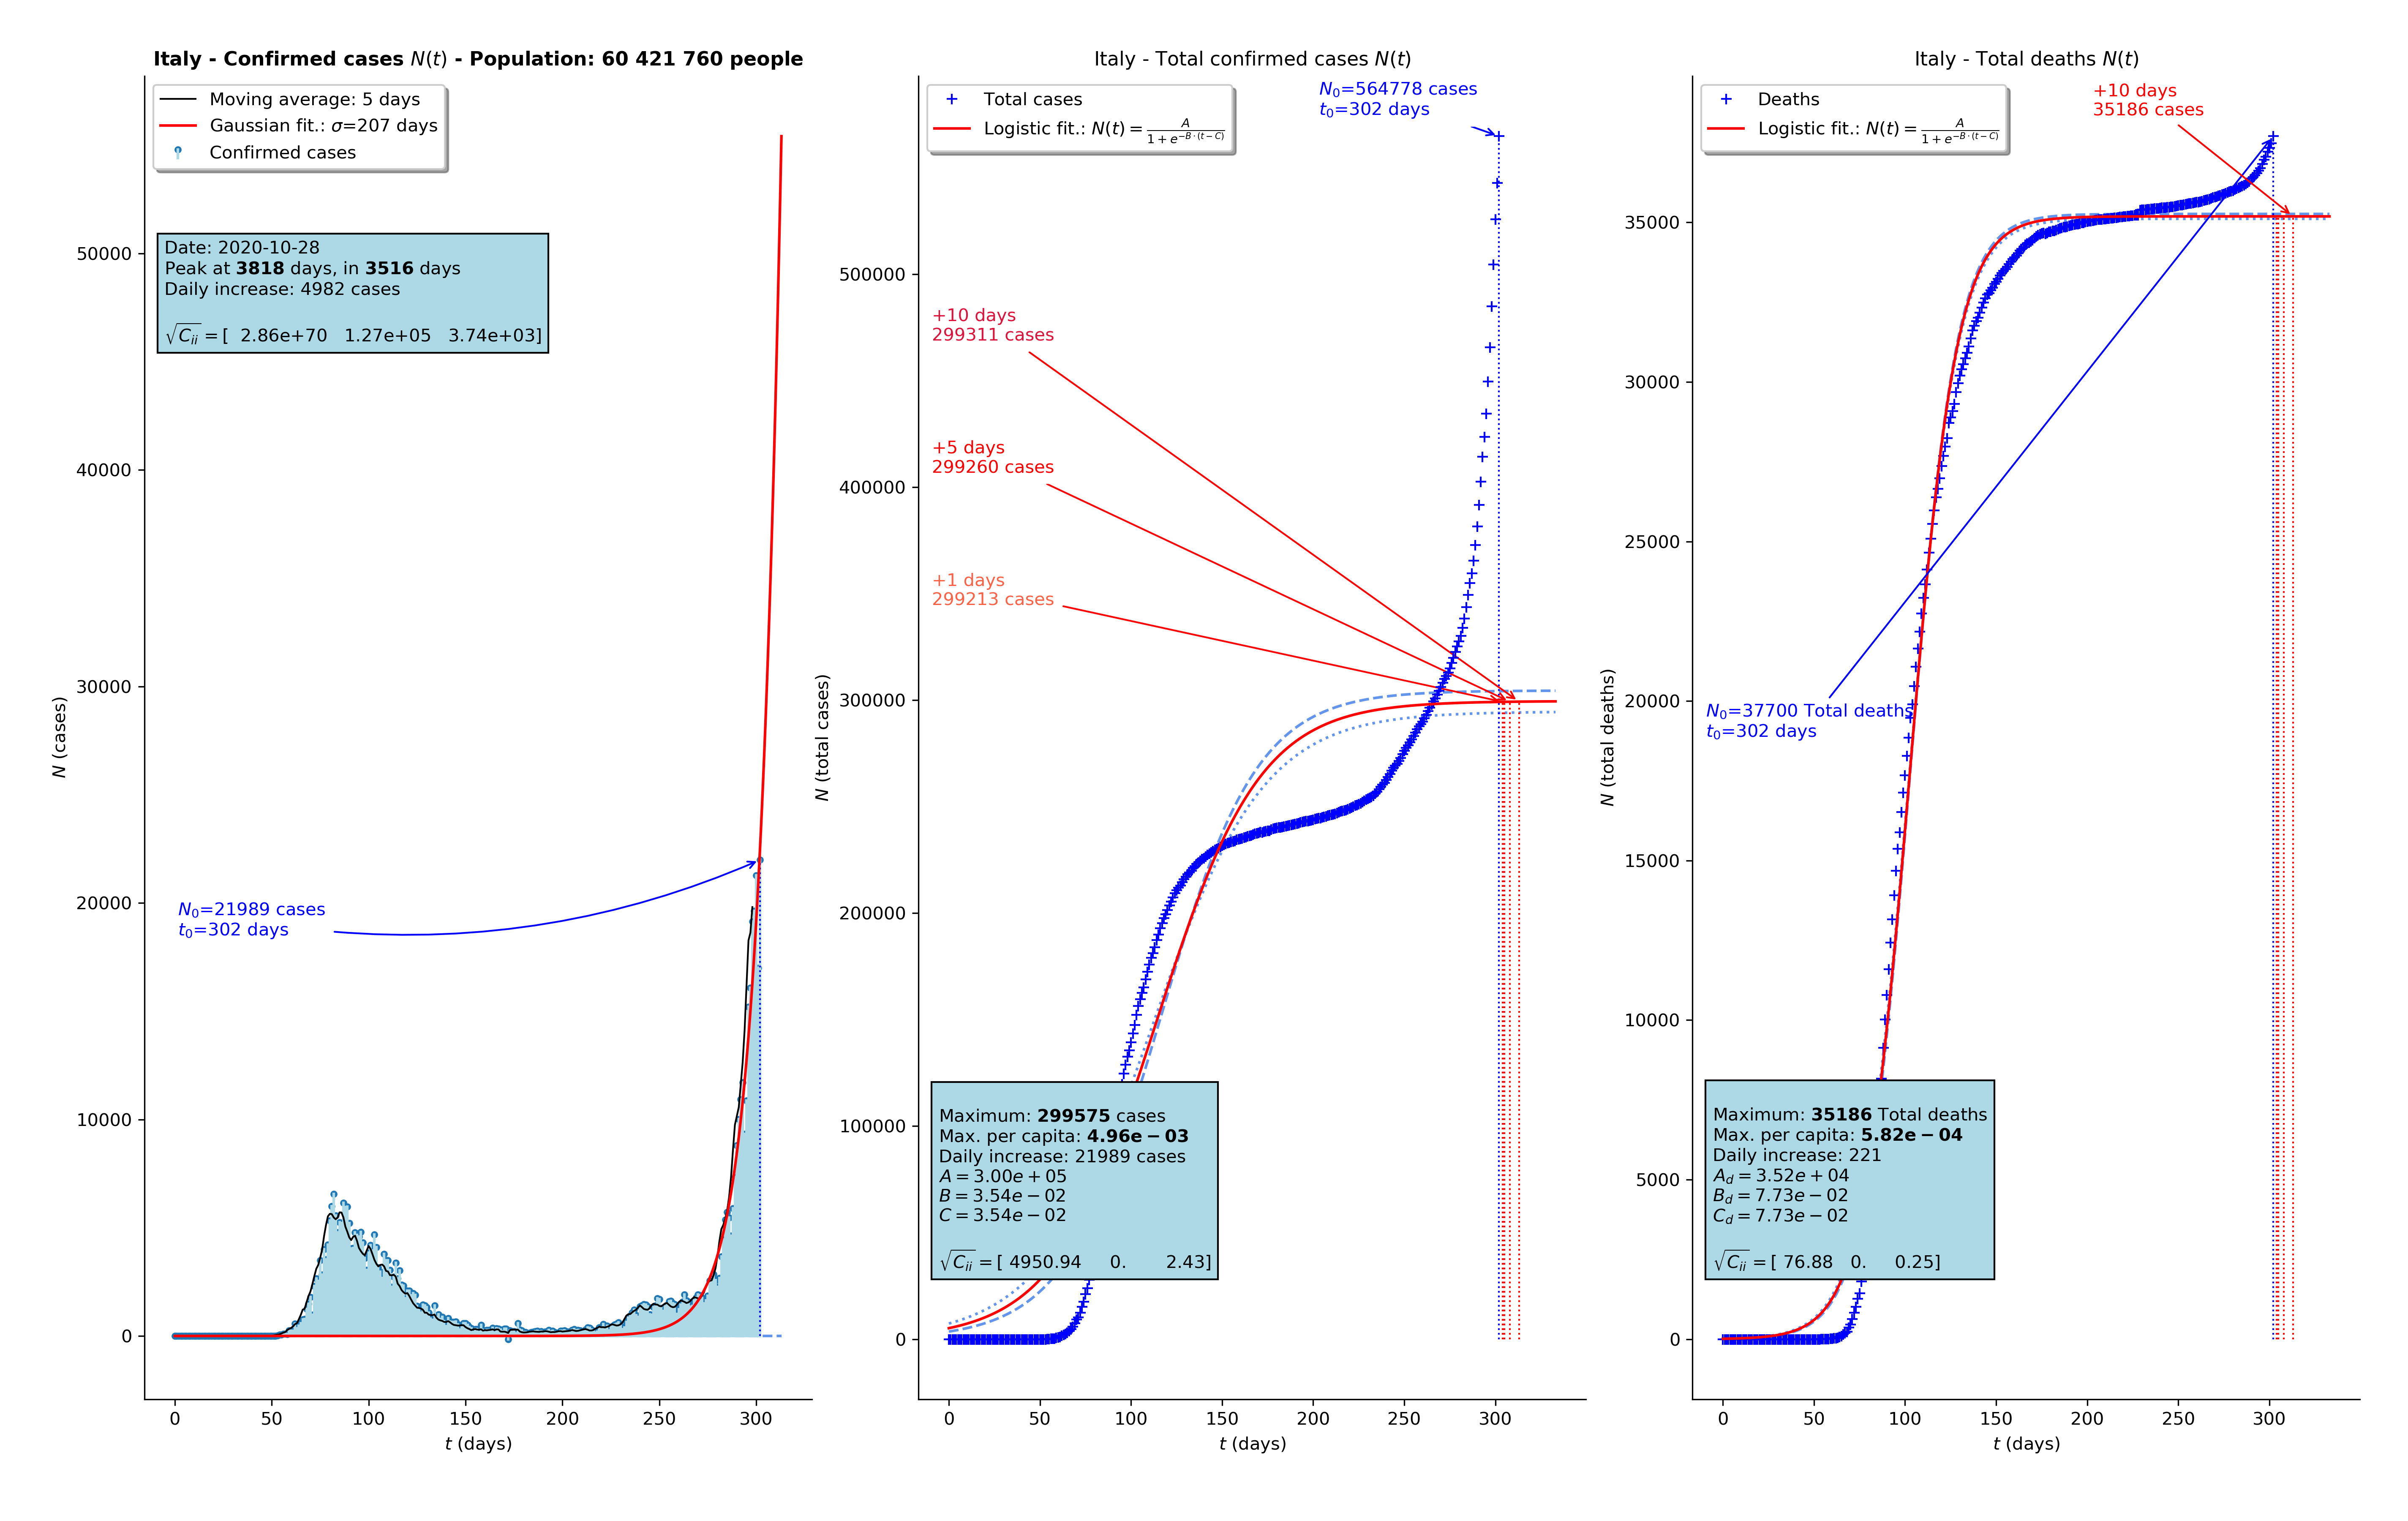 Italy - Confirmed cases N(t) - Population: 60 421 760 people
Moving average: 5 days
Gaussian fit.: σ=207 days
Confirmed cases
Date: 2020-10-28
Peak at 3818 days, in 3516 days
Daily increase: 4982 cases
√C_ii = [ 2.86e+70 1.27e+05 3.74e+03]
N₀=21989 cases
t₀=302 days
N (cases)
50000
40000
30000
20000
10000
0
0 50 100 150 200 250 300
t (days)
Italy - Total confirmed cases N(t)
Total cases
Logistic fit.: N(t) = A / (1 + e^(−B·(t−C)))
N₀=564778 cases
t₀=302 days
+10 days
299311 cases
+5 days
299260 cases
+1 days
299213 cases
Maximum: 299575 cases
Max. per capita: 4.96e − 03
Daily increase: 21989 cases
A = 3.00e + 05
B = 3.54e − 02
C = 3.54e − 02
√C_ii = [ 4950.94 0. 2.43]
N (total cases)
500000
400000
300000
200000
100000
0
0 50 100 150 200 250 300
t (days)
Italy - Total deaths N(t)
Deaths
Logistic fit.: N(t) = A / (1 + e^(−B·(t−C)))
+10 days
35186 cases
N₀=37700 Total deaths
t₀=302 days
Maximum: 35186 Total deaths
Max. per capita: 5.82e − 04
Daily increase: 221
A_d = 3.52e + 04
B_d = 7.73e − 02
C_d = 7.73e − 02
√C_ii = [ 76.88 0. 0.25]
N (total deaths)
35000
30000
25000
20000
15000
10000
5000
0
0 50 100 150 200 250 300
t (days)